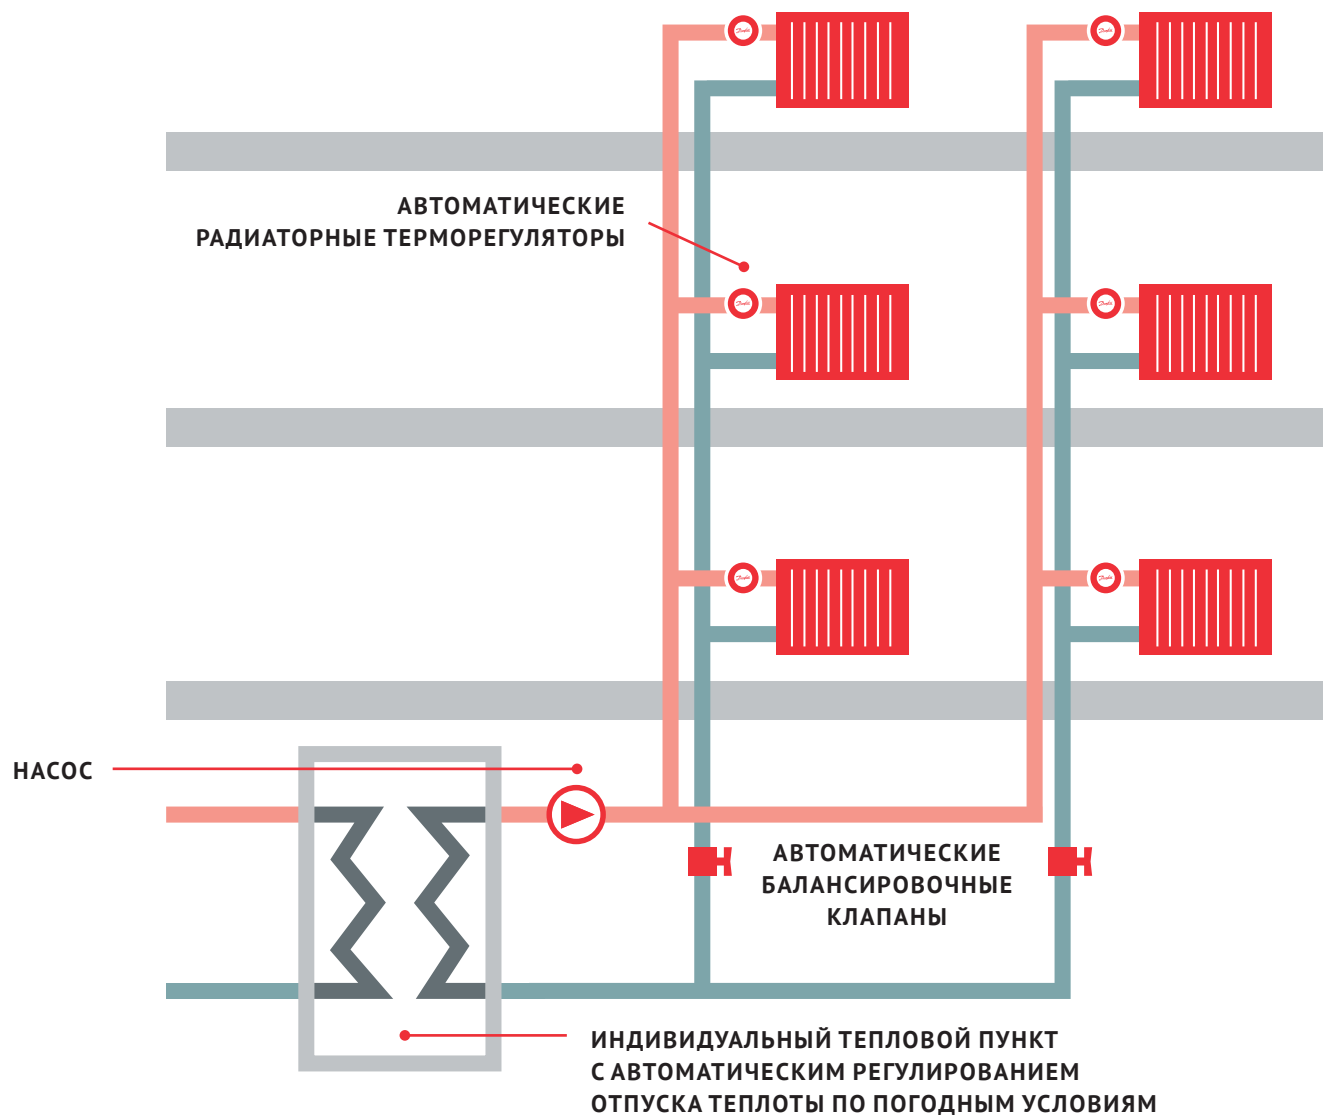 АВТОМАТИЧЕСКИЕ
РАДИАТОРНЫЕ ТЕРМОРЕГУЛЯТОРЫ
НАСОС
АВТОМАТИЧЕСКИЕ
БАЛАНСИРОВОЧНЫЕ
КЛАПАНЫ
ИНДИВИДУАЛЬНЫЙ ТЕПЛОВОЙ ПУНКТ
С АВТОМАТИЧЕСКИМ РЕГУЛИРОВАНИЕМ
ОТПУСКА ТЕПЛОТЫ ПО ПОГОДНЫМ УСЛОВИЯМ